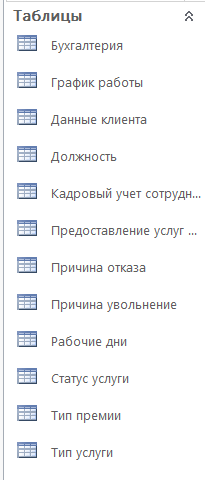 Таблицы
Бухгалтерия
График работы
Данные клиента
Должность
Кадровый учет сотрудн...
Предоставление услуг ...
Причина отказа
Причина увольнение
Рабочие дни
Статус услуги
Тип премии
Тип услуги